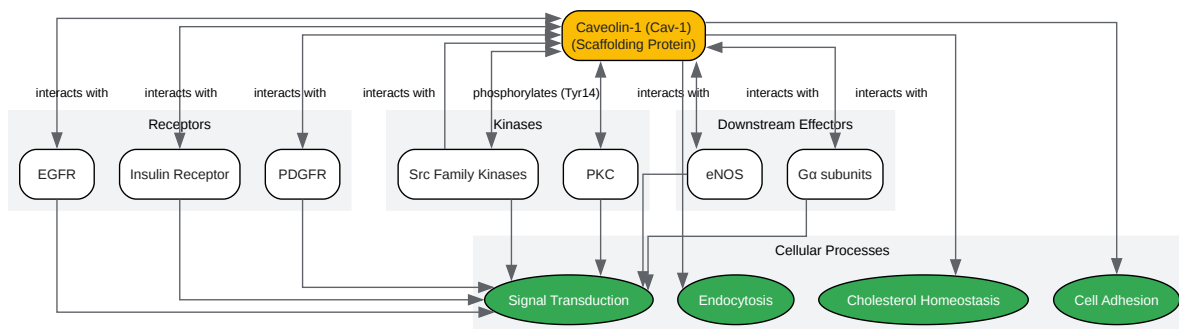 Caveolin-1 (Cav-1)
(Scaffolding Protein)
interacts with
interacts with
interacts with
interacts with
phosphorylates (Tyr14)
interacts with
interacts with
interacts with
Receptors
Kinases
Downstream Effectors
EGFR
Insulin Receptor
PDGFR
Src Family Kinases
PKC
eNOS
Gα subunits
Cellular Processes
Signal Transduction
Endocytosis
Cholesterol Homeostasis
Cell Adhesion